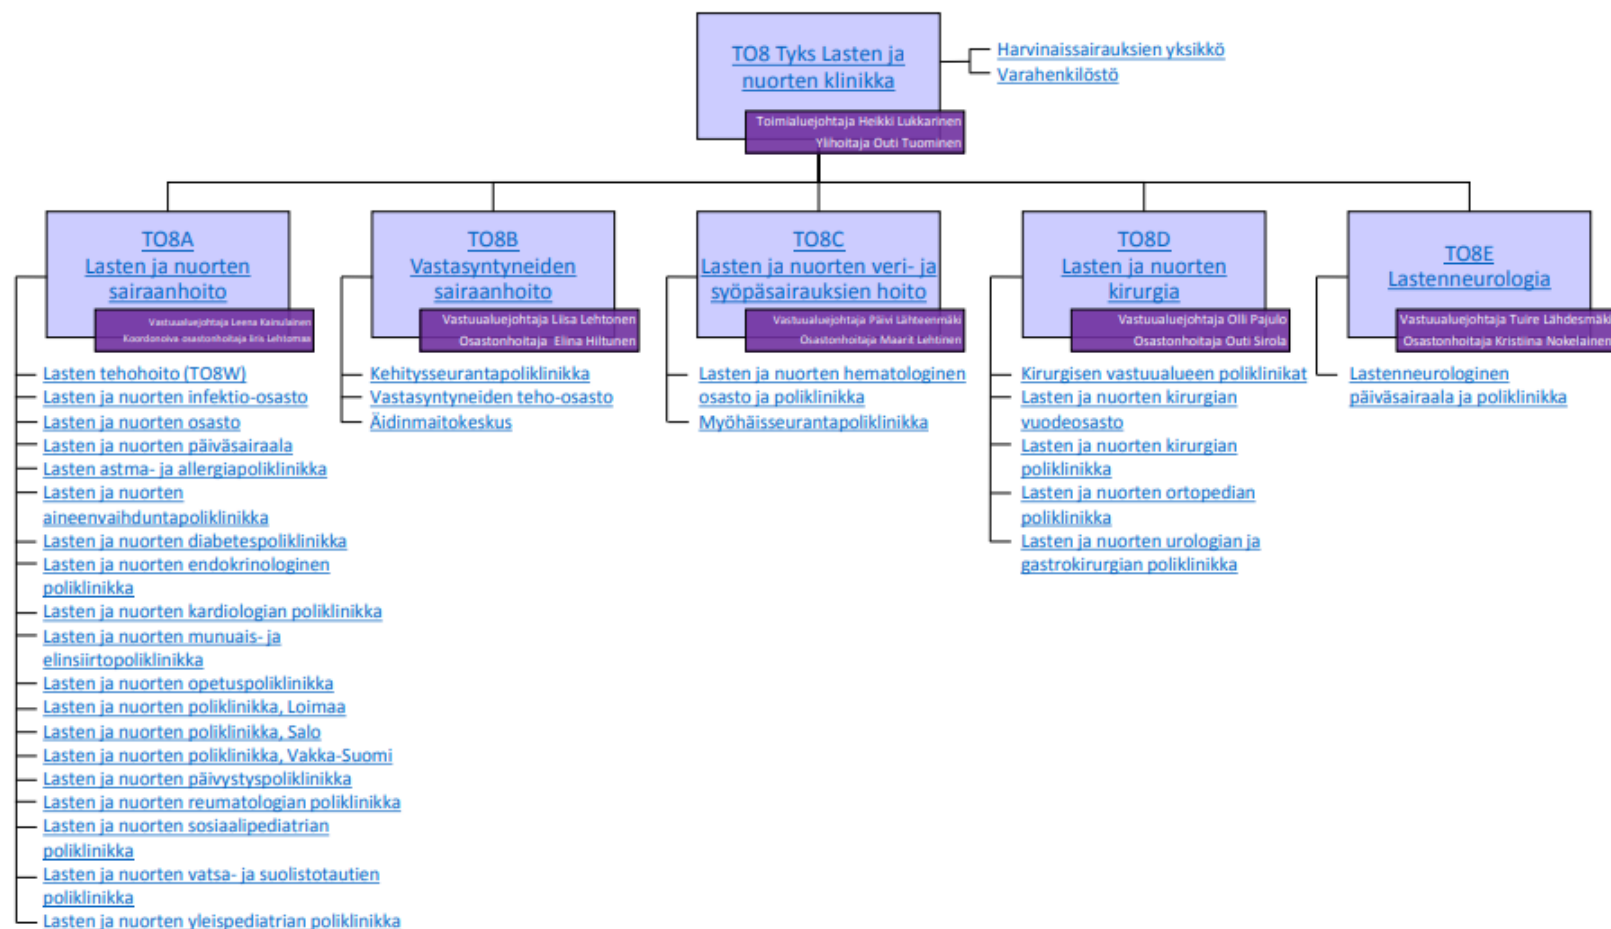 TO8 Tyks Lasten ja
nuorten klinikka
Toimialuejohtaja Heikki Lukkarinen
Ylihoitaja Outi Tuominen
Harvinaissairauksien yksikkö
Varahenkilöstö
TO8A
Lasten ja nuorten
sairaanhoito
Vastuualuejohtaja Leena Kainulainen
Koordonoiva osastonhoitaja Iiris Lehtomaa
Lasten tehohoito (TO8W)
Lasten ja nuorten infektio-osasto
Lasten ja nuorten osasto
Lasten ja nuorten päiväsairaala
Lasten astma- ja allergiapoliklinikka
Lasten ja nuorten
aineenvaihduntapoliklinikka
Lasten ja nuorten diabetespoliklinikka
Lasten ja nuorten endokrinologinen
poliklinikka
Lasten ja nuorten kardiologian poliklinikka
Lasten ja nuorten munuais- ja
elinsiirtopoliklinikka
Lasten ja nuorten opetuspoliklinikka
Lasten ja nuorten poliklinikka, Loimaa
Lasten ja nuorten poliklinikka, Salo
Lasten ja nuorten poliklinikka, Vakka-Suomi
Lasten ja nuorten päivystyspoliklinikka
Lasten ja nuorten reumatologian poliklinikka
Lasten ja nuorten sosiaalipediatrian
poliklinikka
Lasten ja nuorten vatsa- ja suolistotautien
poliklinikka
Lasten ja nuorten yleispediatrian poliklinikka
TO8B
Vastasyntyneiden
sairaanhoito
Vastuualuejohtaja Liisa Lehtonen
Osastonhoitaja Elina Hiltunen
Kehitysseurantapoliklinikka
Vastasyntyneiden teho-osasto
Äidinmaitokeskus
TO8C
Lasten ja nuorten veri- ja
syöpäsairauksien hoito
Vastuualuejohtaja Päivi Lähteenmäki
Osastonhoitaja Maarit Lehtinen
Lasten ja nuorten hematologinen
osasto ja poliklinikka
Myöhäisseurantapoliklinikka
TO8D
Lasten ja nuorten
kirurgia
Vastuualuejohtaja Olli Pajulo
Osastonhoitaja Outi Sirola
Kirurgisen vastuualueen poliklinikat
Lasten ja nuorten kirurgian
vuodeosasto
Lasten ja nuorten kirurgian
poliklinikka
Lasten ja nuorten ortopedian
poliklinikka
Lasten ja nuorten urologian ja
gastrokirurgian poliklinikka
TO8E
Lastenneurologia
Vastuualuejohtaja Tuire Lähdesmäki
Osastonhoitaja Kristiina Nokelainen
Lastenneurologinen
päiväsairaala ja poliklinikka